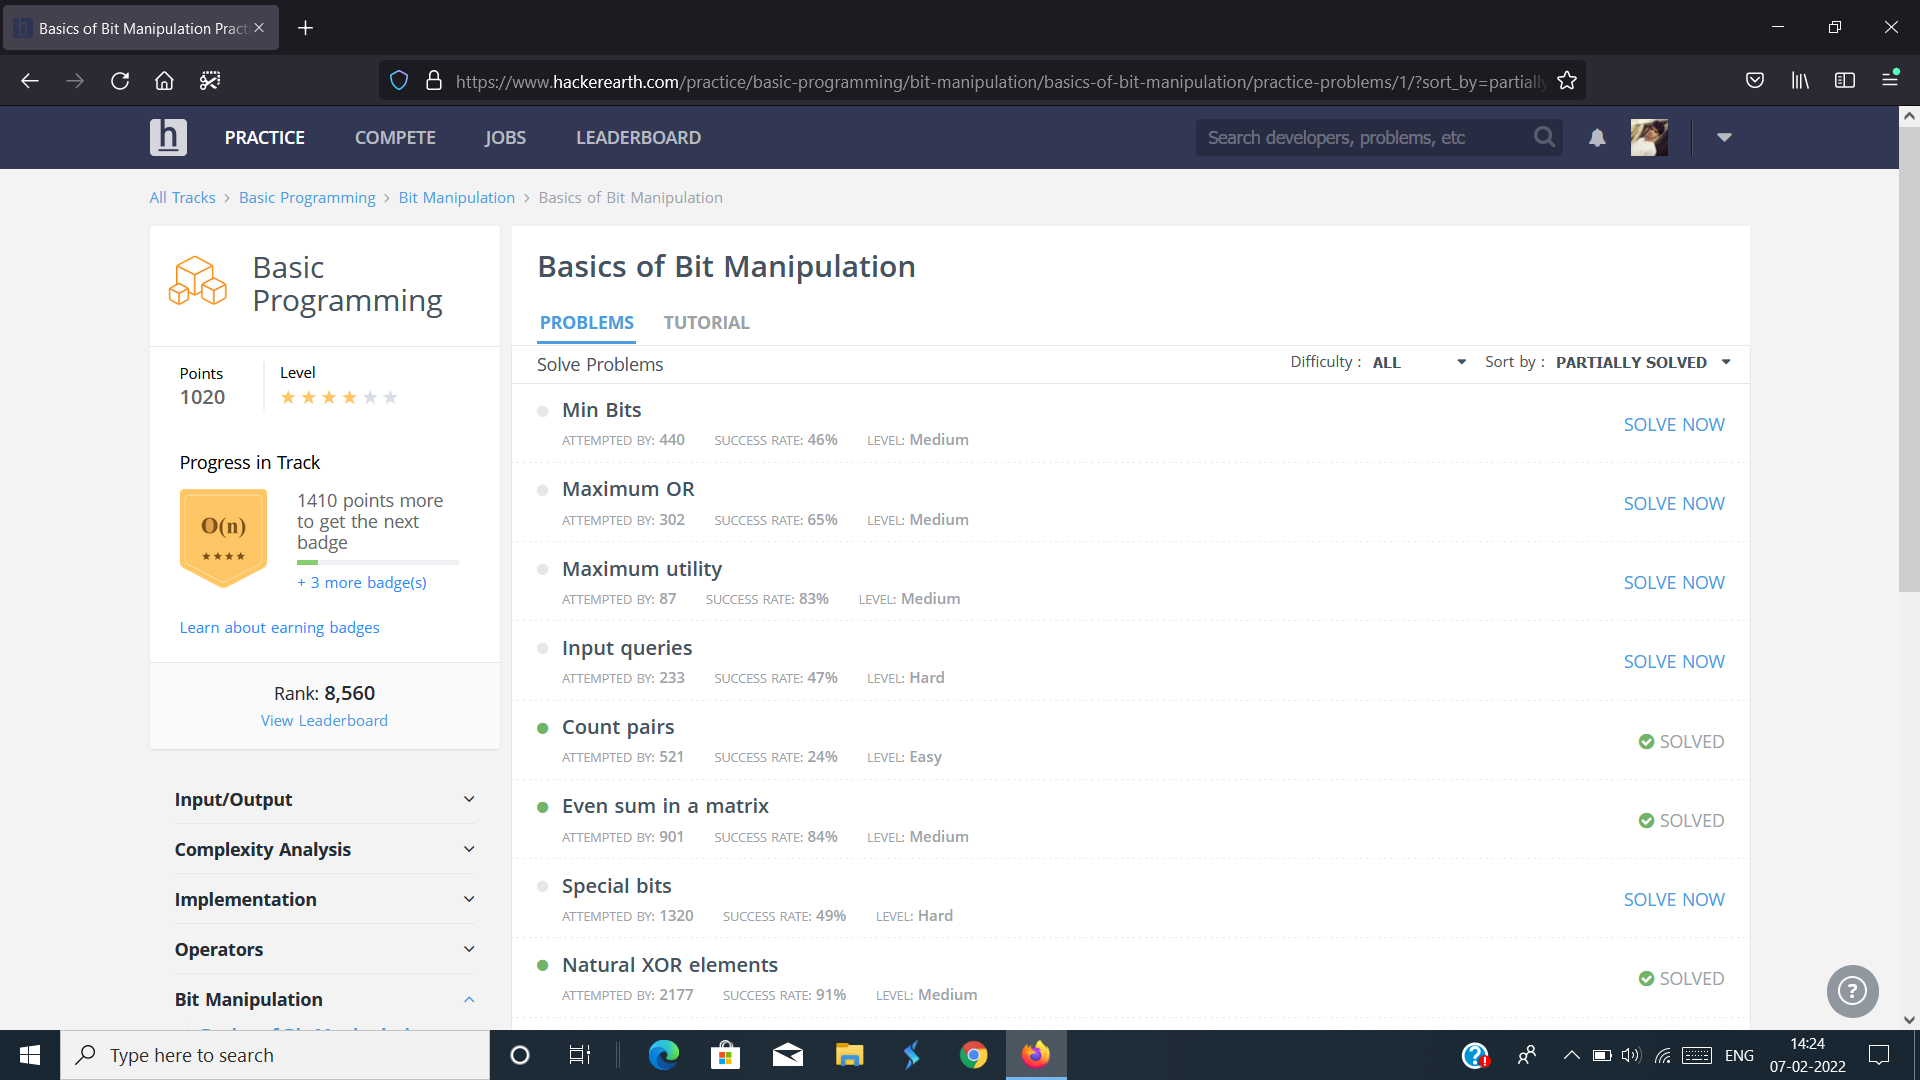 Basics of Bit Manipulation Pract
https://www.hackerearth.com/practice/basic-programming/bit-manipulation/basics-of-bit-manipulation/practice-problems/1/?sort_by=partially
h PRACTICE COMPETE JOBS LEADERBOARD Search developers, problems, etc
All Tracks > Basic Programming > Bit Manipulation > Basics of Bit Manipulation
Basic
Programming
Points
1020
Level
Progress in Track
O(n)
1410 points more
to get the next
badge
+ 3 more badge(s)
Learn about earning badges
Rank: 8,560
View Leaderboard
Input/Output
Complexity Analysis
Implementation
Operators
Bit Manipulation
Basics of Bit Manipulation
PROBLEMS TUTORIAL
Solve Problems Difficulty : ALL Sort by : PARTIALLY SOLVED
Min Bits
ATTEMPTED BY: 440 SUCCESS RATE: 46% LEVEL: Medium
SOLVE NOW
Maximum OR
ATTEMPTED BY: 302 SUCCESS RATE: 65% LEVEL: Medium
SOLVE NOW
Maximum utility
ATTEMPTED BY: 87 SUCCESS RATE: 83% LEVEL: Medium
SOLVE NOW
Input queries
ATTEMPTED BY: 233 SUCCESS RATE: 47% LEVEL: Hard
SOLVE NOW
Count pairs
ATTEMPTED BY: 521 SUCCESS RATE: 24% LEVEL: Easy
SOLVED
Even sum in a matrix
ATTEMPTED BY: 901 SUCCESS RATE: 84% LEVEL: Medium
SOLVED
Special bits
ATTEMPTED BY: 1320 SUCCESS RATE: 49% LEVEL: Hard
SOLVE NOW
Natural XOR elements
ATTEMPTED BY: 2177 SUCCESS RATE: 91% LEVEL: Medium
SOLVED
?
Type here to search
ENG
14:24
07-02-2022